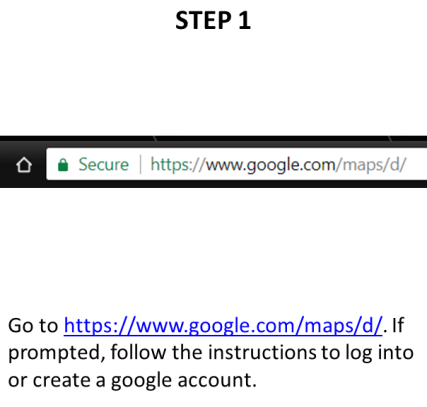 STEP 1
Secure | https://www.google.com/maps/d/
Go to https://www.google.com/maps/d/. If
prompted, follow the instructions to log into
or create a google account.